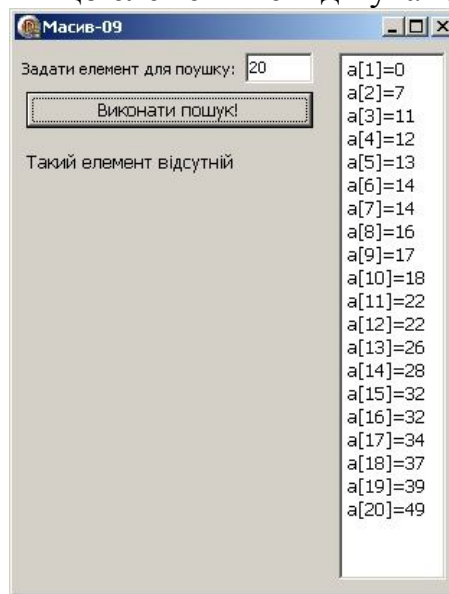 Масив-09
Задати елемент для поушку: 20
Виконати пошук!
Такий елемент відсутній
a[1]=0
a[2]=7
a[3]=11
a[4]=12
a[5]=13
a[6]=14
a[7]=14
a[8]=16
a[9]=17
a[10]=18
a[11]=22
a[12]=22
a[13]=26
a[14]=28
a[15]=32
a[16]=32
a[17]=34
a[18]=37
a[19]=39
a[20]=49